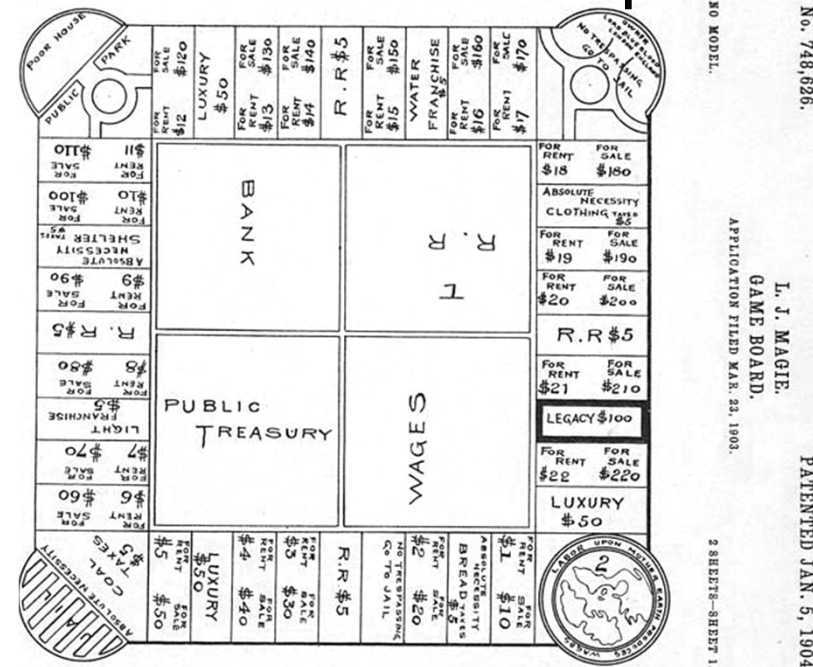 No. 748,626.
PATENTED JAN. 5, 1904
L. J. MAGIE.
GAME BOARD.
APPLICATION FILED MAR. 23, 1903.
NO MODEL.
2 SHEETS—SHEET 1
POOR HOUSE
PUBLIC
PARK
FOR
SALE
$120
FOR
RENT
$12
LUXURY
$50
FOR
SALE
$130
FOR
RENT
$13
FOR
SALE
$140
FOR
RENT
$14
R.R $5
FOR
SALE
$150
FOR
RENT
$15
WATER
FRANCHISE
$5
FOR
SALE
$160
FOR
RENT
$16
FOR
SALE
$170
FOR
RENT
$17
OWNER
LORD BLUEBLOOD
LONDON ENGLAND
NO TRESPASSING
GO TO JAIL
FOR
RENT
$18
FOR
SALE
$180
ABSOLUTE
NECESSITY
CLOTHING TAXES
$5
FOR
RENT
$19
FOR
SALE
$190
FOR
RENT
$20
FOR
SALE
$200
R.R $5
FOR
RENT
$21
FOR
SALE
$210
LEGACY $100
FOR
RENT
$22
FOR
SALE
$220
LUXURY
$50
LABOR UPON MOTHER EARTH PRODUCES
WAGES
2
FOR
RENT
$1
FOR
SALE
$10
ABSOLUTE
NECESSITY
BREAD TAXES
$5
FOR
RENT
$2
FOR
SALE
$20
NO TRESPASSING
GO TO JAIL
R.R $5
FOR
RENT
$3
FOR
SALE
$30
FOR
RENT
$4
FOR
SALE
$40
LUXURY
$50
FOR
RENT
$5
FOR
SALE
$50
ABSOLUTE NECESSITY
COAL
TAXES
$5
FOR
RENT
$6
FOR
SALE
$60
FOR
RENT
$7
FOR
SALE
$70
LIGHT
FRANCHISE
$5
FOR
RENT
$8
FOR
SALE
$80
R. R $5
FOR
RENT
$9
FOR
SALE
$90
ABSOLUTE
NECESSITY
SHELTER TAXES
$5
FOR
RENT
$10
FOR
SALE
$100
FOR
RENT
$11
FOR
SALE
$110
BANK
R. R
PUBLIC
TREASURY
WAGES